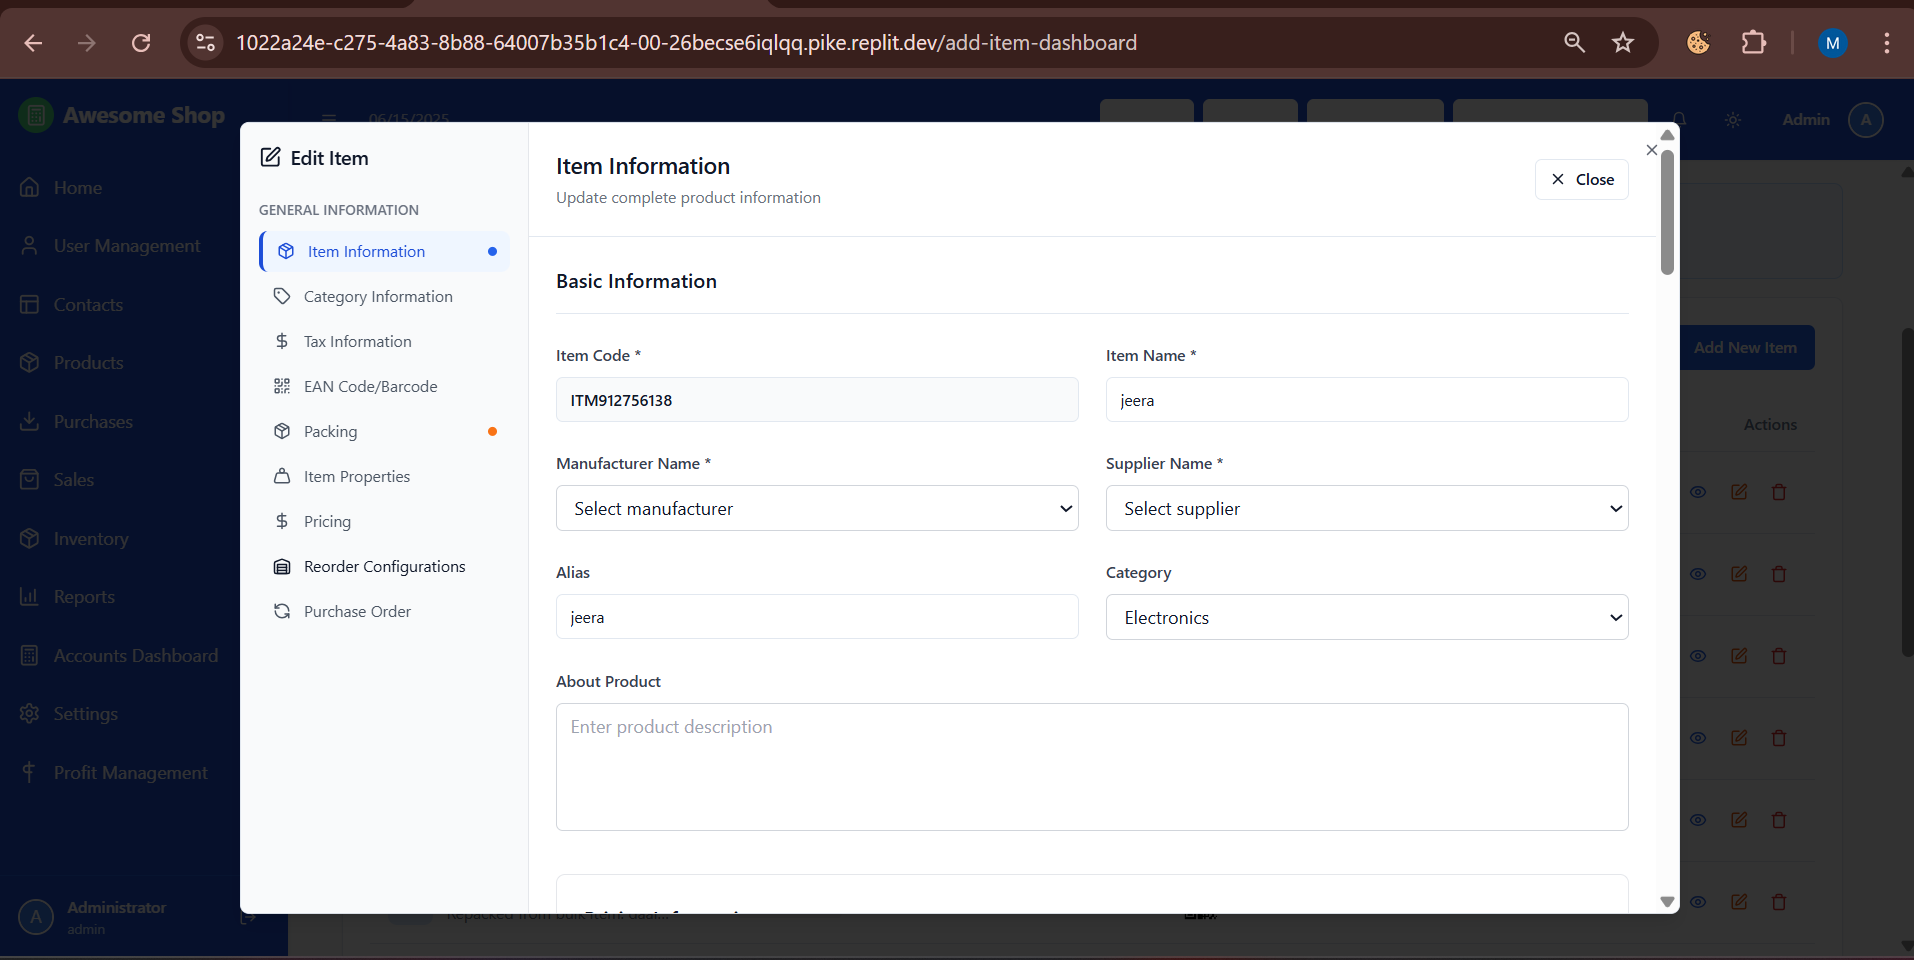 1022a24e-c275-4a83-8b88-64007b35b1c4-00-26becse6iqlqq.pike.replit.dev/add-item-dashboard
M
Awesome Shop
06/15/2025
Admin
A
Home
User Management
Contacts
Products
Purchases
Sales
Inventory
Reports
Accounts Dashboard
Settings
Profit Management
A
Administrator
admin
Edit Item
GENERAL INFORMATION
Item Information
Category Information
Tax Information
EAN Code/Barcode
Packing
Item Properties
Pricing
Reorder Configurations
Purchase Order
Item Information
Update complete product information
Close
Basic Information
Item Code *
Item Name *
ITM912756138
jeera
Manufacturer Name *
Supplier Name *
Select manufacturer
Select supplier
Alias
Category
jeera
Electronics
About Product
Enter product description
Add New Item
Actions
Repacked from bulk item: